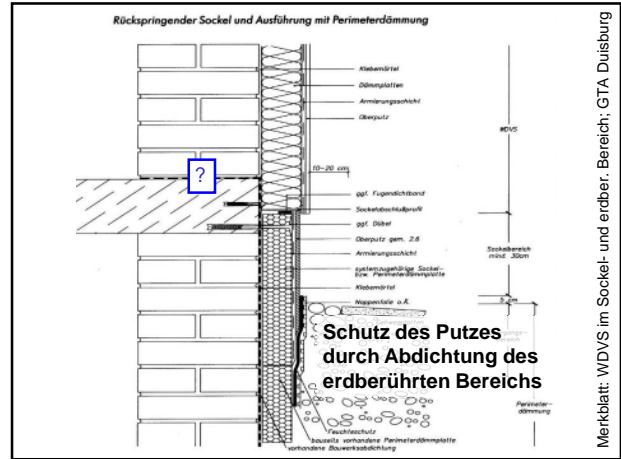 Rückspringender Sockel und Ausführung mit Perimeterdämmung
Klebemörtel
Dämmplatten
Armierungsschicht
Oberputz
WDVS
?
10-20 cm
ggf. Fugendichtband
Sockelabschlußprofil
ggf. Dübel
Oberputz gem. 2.6
Armierungsschicht
systemzugehörige Sockel-
bzw. Perimeterdämmplatte
Klebemörtel
Noppenfolie o.Ä.
Sockelbereich
mind. 30cm
5 cm
Schutz des Putzes
durch Abdichtung des
erdberührten Bereichs
Perimeter-
dämmung
Feuchteschutz
bauseits vorhandene Perimeterdämmplatte
vorhandene Bauwerksabdichtung
Merkblatt: WDVS im Sockel- und erdber. Bereich; GTA Duisburg